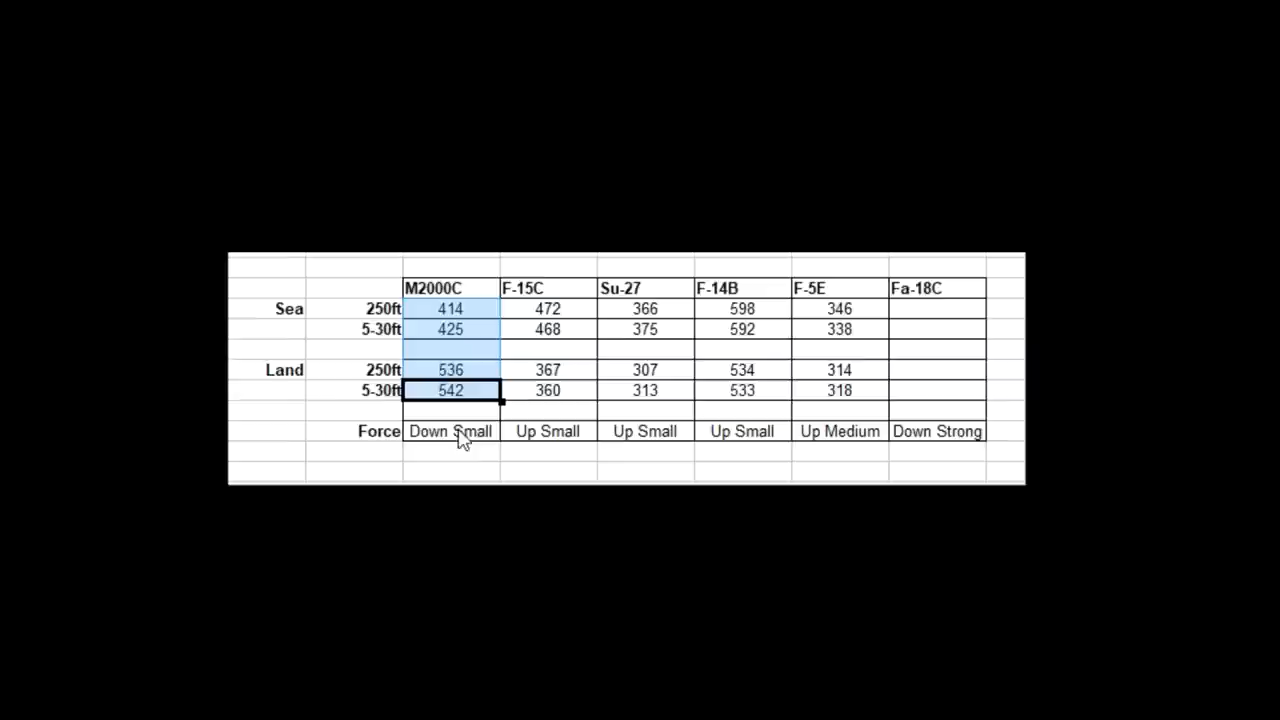 M2000C F-15C Su-27 F-14B F-5E Fa-18C
Sea 250ft 414 472 366 598 346
5-30ft 425 468 375 592 338
Land 250ft 536 367 307 534 314
5-30ft 542 360 313 533 318
Force Down Small Up Small Up Small Up Small Up Medium Down Strong